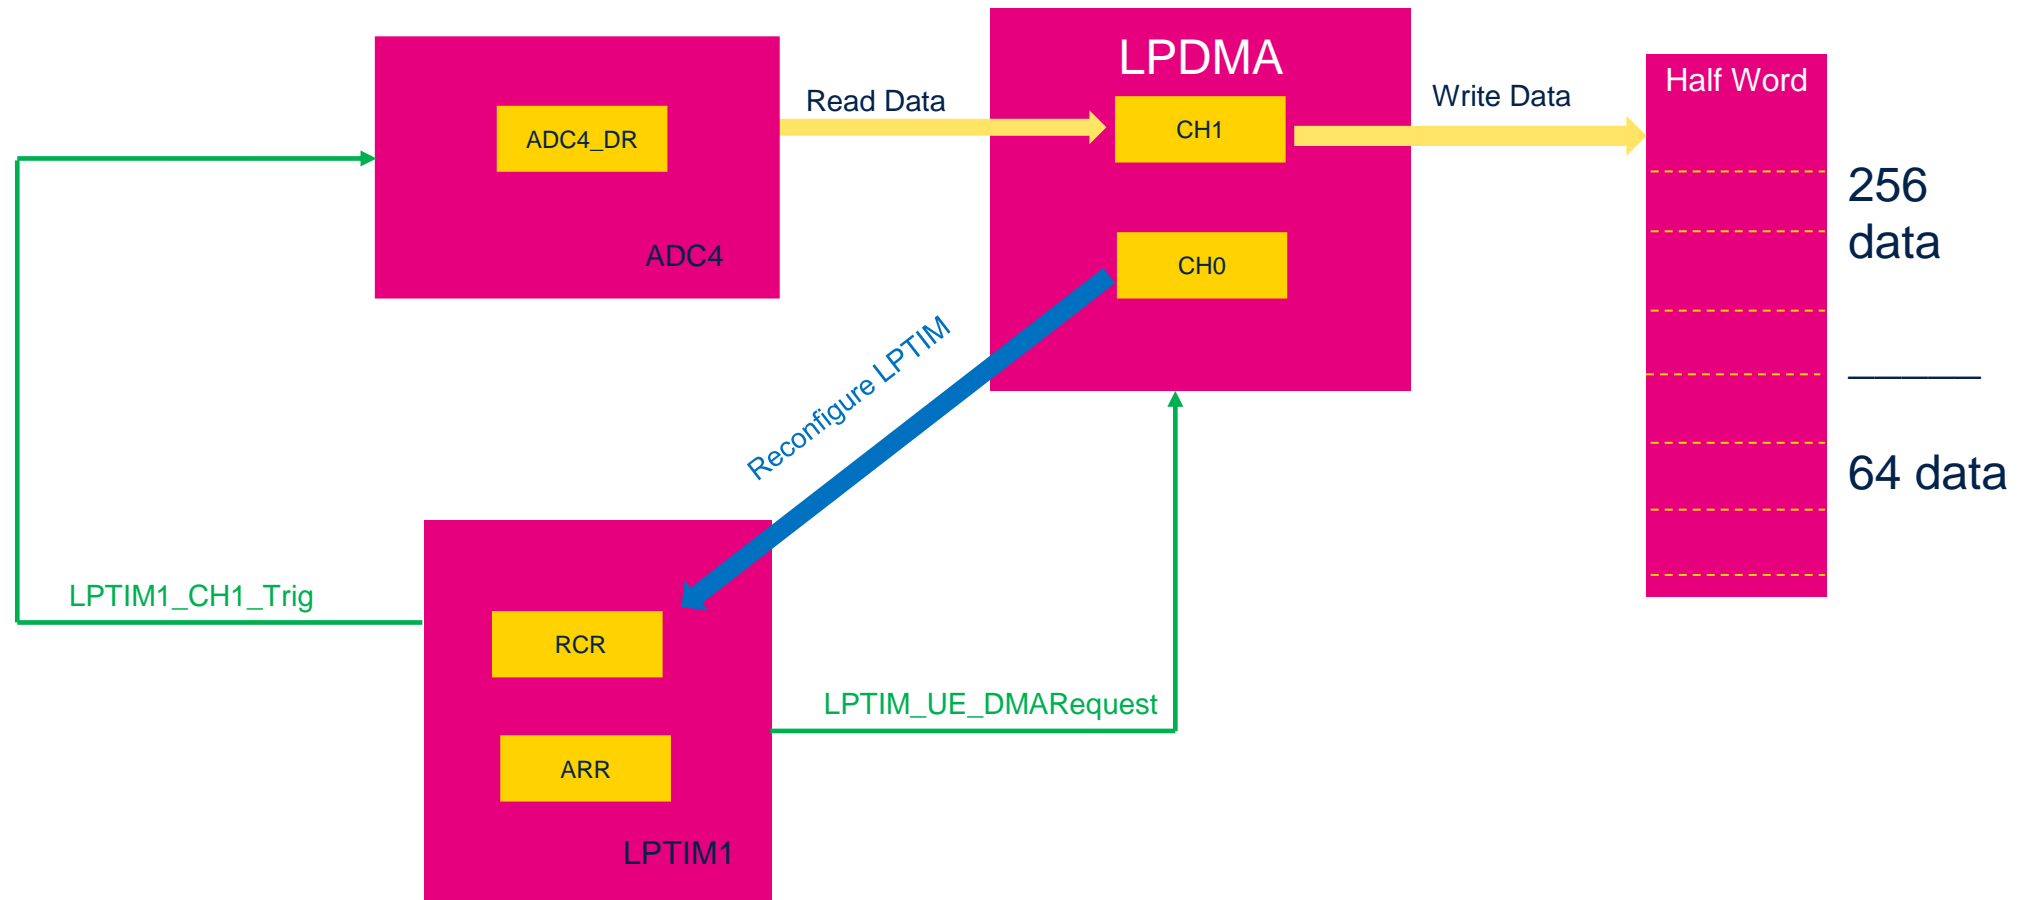 LPDMA
Half Word
Read Data
Write Data
ADC4_DR
CH1
256
data
ADC4
CH0
Reconfigure LPTIM
64 data
LPTIM1_CH1_Trig
RCR
LPTIM_UE_DMARequest
ARR
LPTIM1